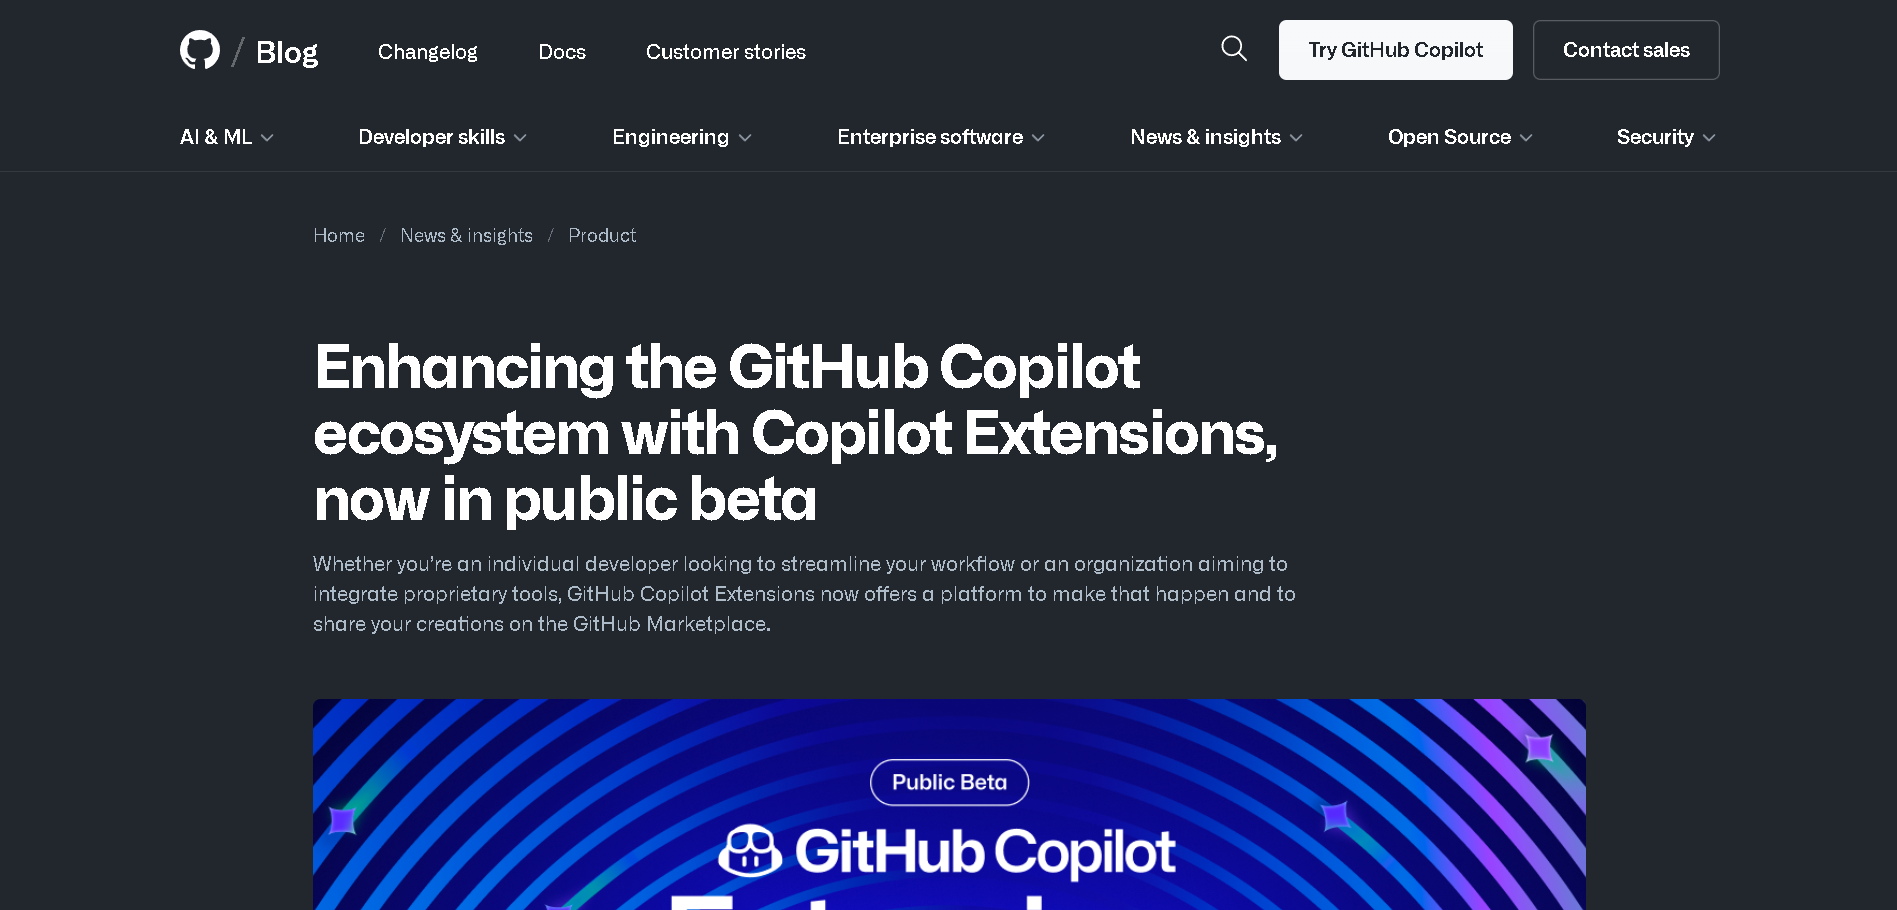 / Blog Changelog Docs Customer stories Try GitHub Copilot Contact sales
AI & ML Developer skills Engineering Enterprise software News & insights Open Source Security
Home / News & insights / Product
Enhancing the GitHub Copilot
ecosystem with Copilot Extensions,
now in public beta
Whether you’re an individual developer looking to streamline your workflow or an organization aiming to
integrate proprietary tools, GitHub Copilot Extensions now offers a platform to make that happen and to
share your creations on the GitHub Marketplace.
Public Beta
GitHub Copilot